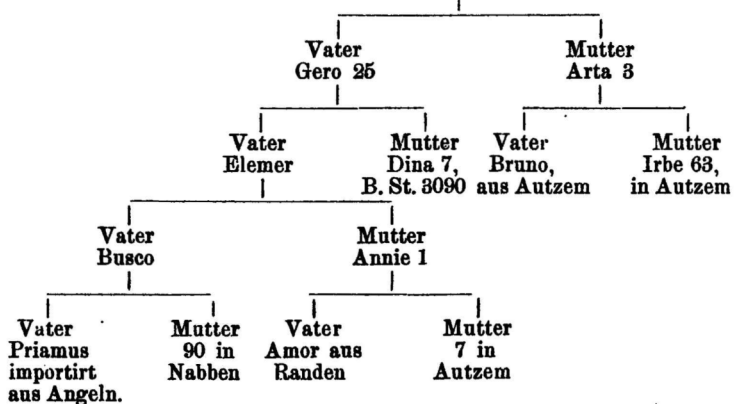 Vater Mutter
Gero 25 Arta 3
Vater Mutter Vater Mutter
Elemer Dina 7, Bruno, Irbe 63,
B. St. 3090 aus Autzem in Autzem
Vater Mutter
Busco Annie 1
Vater Mutter Vater Mutter
Priamus 90 in Amor aus 7 in
importirt Nabben Randen Autzem
aus Angeln.